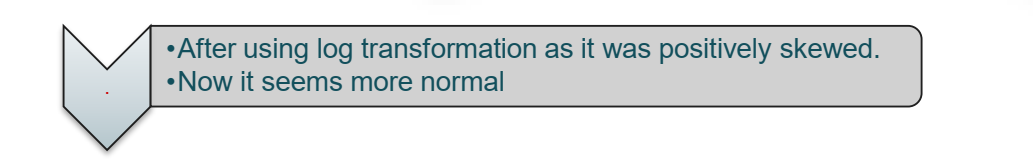 •After using log transformation as it was positively skewed.
•Now it seems more normal